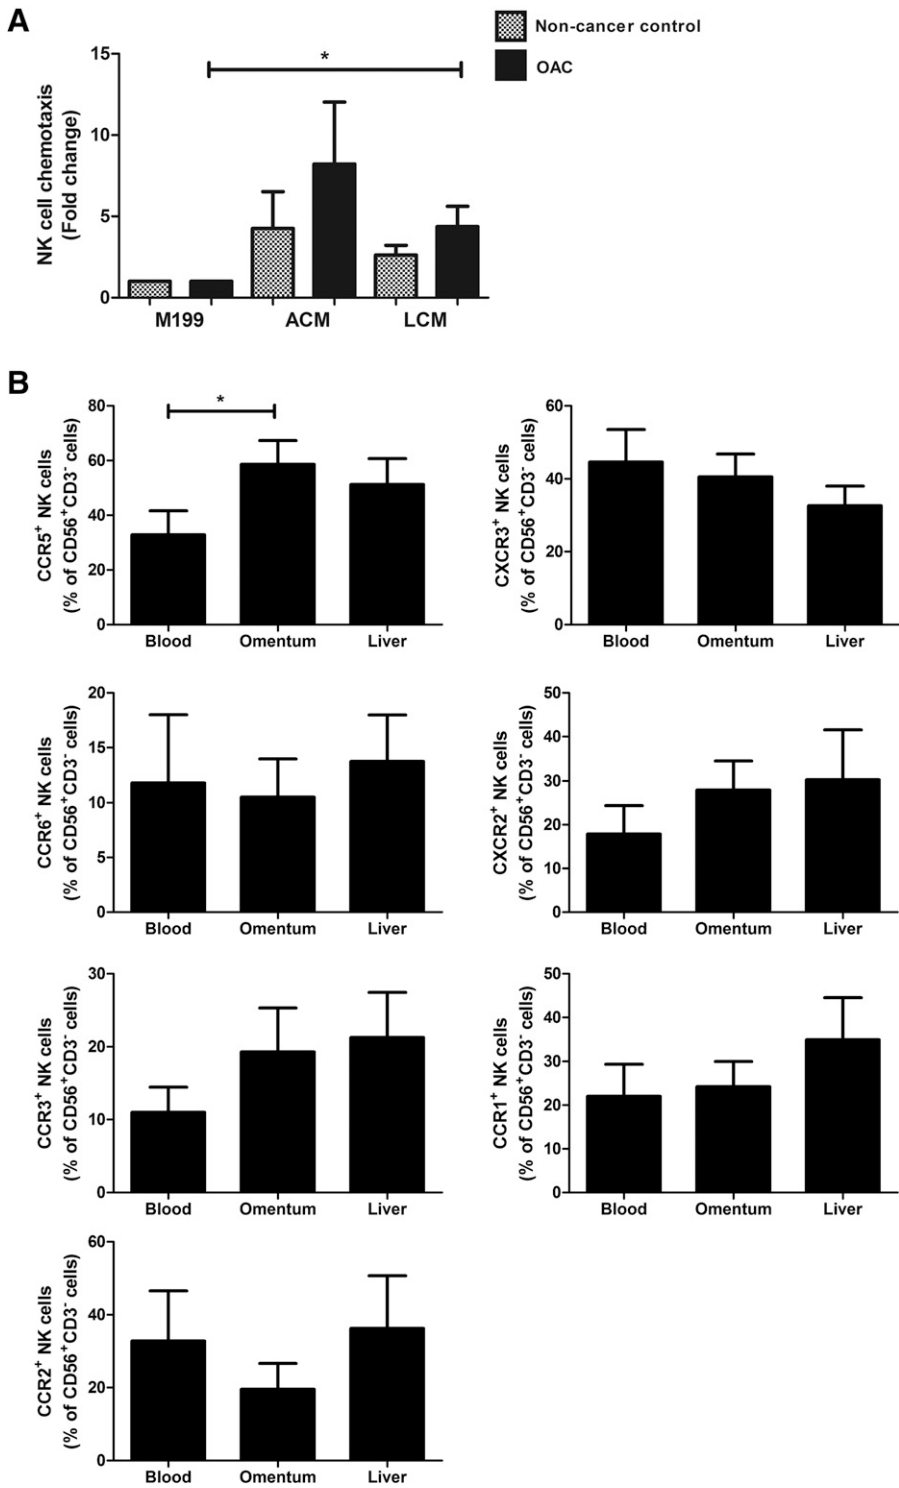 A
Non-cancer control
OAC
NK cell chemotaxis
(Fold change)
15
10
5
0
*
M199 ACM LCM
B
CCR5+ NK cells
(% of CD56+CD3- cells)
80
60
40
20
0
*
Blood Omentum Liver
CXCR3+ NK cells
(% of CD56+CD3- cells)
60
40
20
0
Blood Omentum Liver
CCR6+ NK cells
(% of CD56+CD3- cells)
20
15
10
5
0
Blood Omentum Liver
CXCR2+ NK cells
(% of CD56+CD3- cells)
50
40
30
20
10
0
Blood Omentum Liver
CCR3+ NK cells
(% of CD56+CD3- cells)
30
20
10
0
Blood Omentum Liver
CCR1+ NK cells
(% of CD56+CD3- cells)
50
40
30
20
10
0
Blood Omentum Liver
CCR2+ NK cells
(% of CD56+CD3- cells)
60
40
20
0
Blood Omentum Liver